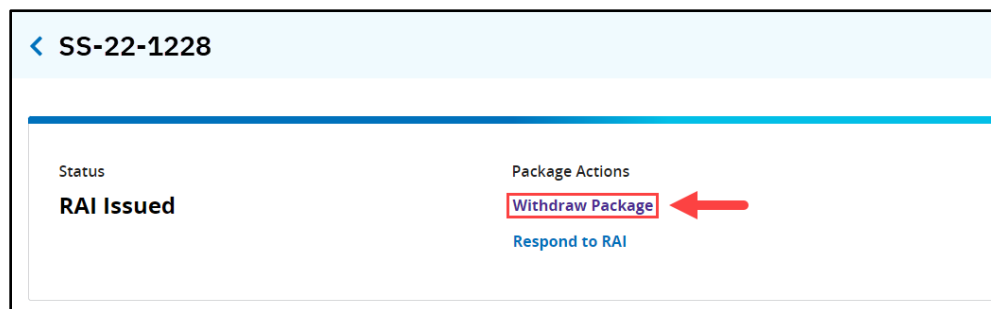 SS-22-1228
Status
Package Actions
RAI Issued
Withdraw Package
Respond to RAI